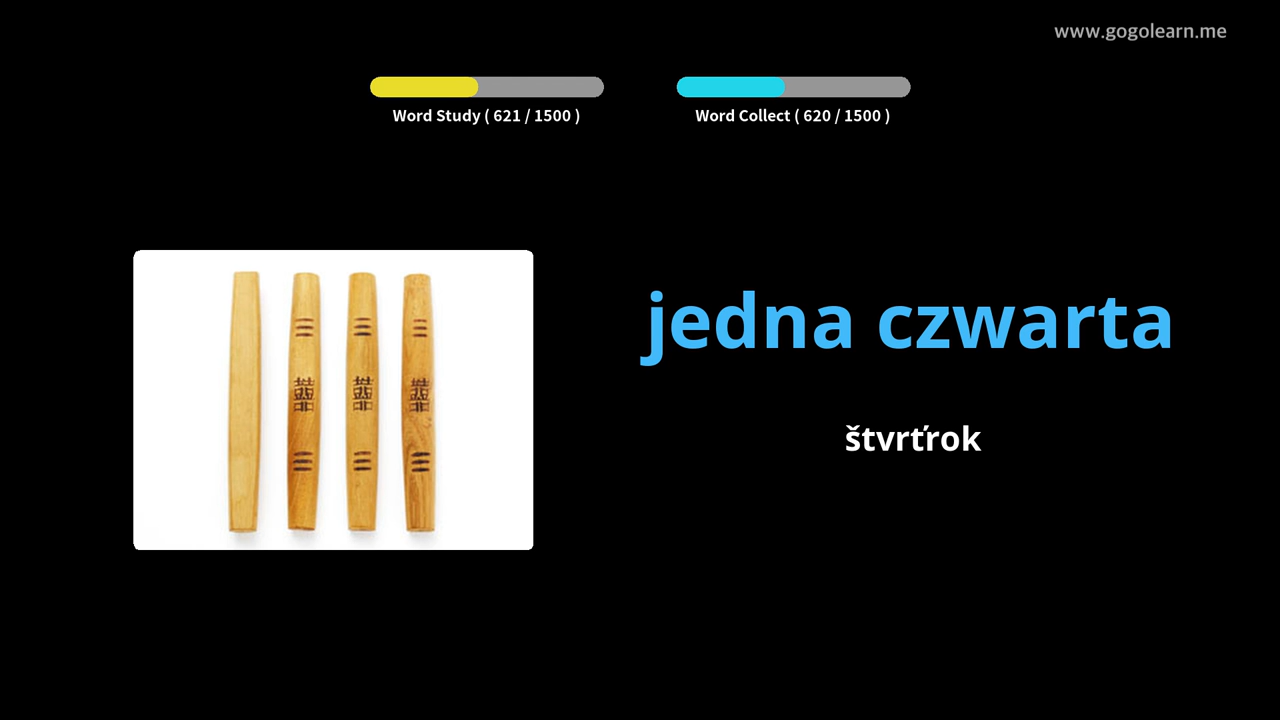 www.gogolearn.me
Word Study ( 621 / 1500 )
Word Collect ( 620 / 1500 )
jedna czwarta
štvrťrok